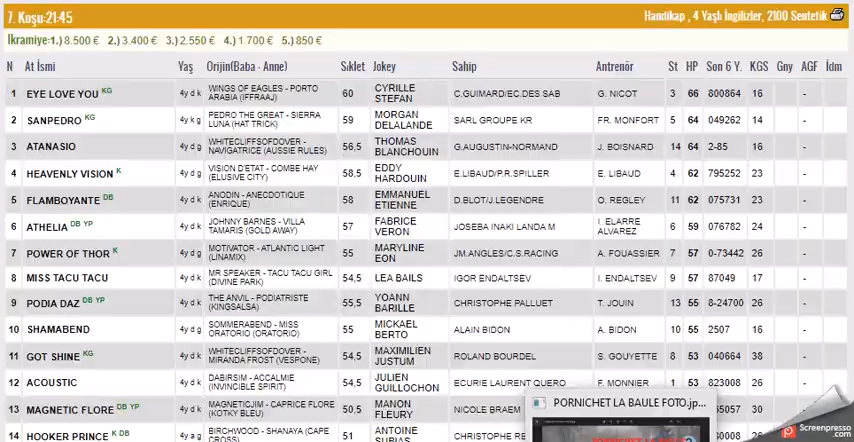 7. Koşu:21:45 Handikap , 4 Yaşlı İngilizler, 2100 Sentetik
İkramiye:1.) 8.500 € 2.) 3.400 € 3.) 2.550 € 4.) 1.700 € 5.) 850 €
N At İsmi Yaş Orijin(Baba - Anne) Sıklet Jokey Sahip Antrenör St HP Son 6 Y. KGS Gny AGF İdm
1 EYE LOVE YOU KG 4y d k WINGS OF EAGLES - PORTO ARABIA (IFFRAAJ) 60 CYRILLE STEFAN C.GUIMARD/EC.DES SAB G. NICOT 3 66 800864 16 -
2 SANPEDRO KG 4y k g PEDRO THE GREAT - SIERRA LUNA (HAT TRICK) 59 MORGAN DELALANDE SARL GROUPE KR FR. MONFORT 5 64 049262 14 -
3 ATANASIO 4y d g WHITECLIFFSOFDOVER - NAVIGATRICE (AUSSIE RULES) 56,5 THOMAS BLANCHOUIN G.AUGUSTIN-NORMAND J. BOISNARD 14 64 2-85 16 -
4 HEAVENLY VISION K 4y d k VISION D'ETAT - COMBE HAY (ELUSIVE CITY) 58,5 EDDY HARDOUIN E.LIBAUD/P.R.SPILLER E. LIBAUD 4 62 795252 23 -
5 FLAMBOYANTE DB 4y d k ANODIN - ANECDOTIQUE (ENRIQUE) 58 EMMANUEL ETIENNE D.BLOT/J.LEGENDRE O. REGLEY 11 62 075731 23 -
6 ATHELIA DB YP 4y d k JOHNNY BARNES - VILLA TAMARIS (GOLD AWAY) 57 FABRICE VERON JOSEBA INAKI LANDA M I. ELARRE ALVAREZ 6 59 076782 24 -
7 POWER OF THOR K 4y d g MOTIVATOR - ATLANTIC LIGHT (LINAMIX) 55 MARYLINE EON JM.ANGLES/C.S.RACING A. FOUASSIER 7 57 0-73442 26 -
8 MISS TACU TACU 4y d k MR SPEAKER - TACU TACU GIRL (DIVINE PARK) 54,5 LEA BAILS IGOR ENDALTSEV I. ENDALTSEV 9 57 87049 17 -
9 PODIA DAZ DB YP 4y d k THE ANVIL - PODIATRISTE (KINGSALSA) 55,5 YOANN BARILLE CHRISTOPHE PALLUET T. JOUIN 13 55 8-24700 26 -
10 SHAMABEND 4y d g SOMMERABEND - MISS ORATORIO (ORATORIO) 55 MICKAEL BERTO ALAIN BIDON A. BIDON 10 55 2507 16 -
11 GOT SHINE KG 4y d k WHITECLIFFSOFDOVER - MIRANDA FROST (VESPONE) 54,5 MAXIMILIEN JUSTUM ROLAND BOURDEL S. GOUYETTE 8 53 040664 38 -
12 ACOUSTIC 4y d k DABIRSIM - ACCALMIE (INVINCIBLE SPIRIT) 54,5 JULIEN GUILLOCHON ECURIE LAURENT QUERO F. MONNIER 1 53 823008 26 -
13 MAGNETIC FLORE DB YP 4y d k MAGNETICJIM - CAPRICE FLORE (KOTKY BLEU) 50,5 MANON FLEURY NICOLE BRAEM 65057 30 -
14 HOOKER PRINCE K DB 4y a g BIRCHWOOD - SHANAYA (CAPE CROSS) 51 ANTOINE SUBIAS
PORNICHET LA BAULE FOTO.jp...
PORNICHET LA BAULE
Screenpresso
.com